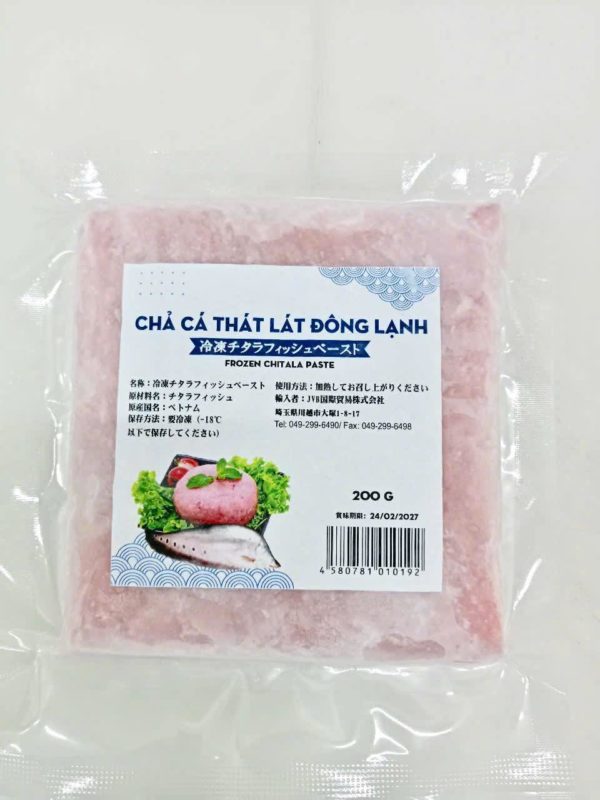 CHẢ CÁ THÁT LÁT ĐÔNG LẠNH
冷凍チタラフィッシュペースト
FROZEN CHITALA PASTE
名称：冷凍チタラフィッシュペースト
原材料名：チタラフィッシュ
原産国名：ベトナム
保存方法：要冷凍（-18℃
以下で保存してください）
使用方法：加熱してお召し上がりください
輸入者：JVB国際貿易株式会社
埼玉県川越市大塚1-8-17
Tel: 049-299-6490/ Fax: 049-299-6498
200 G
賞味期限: 24/02/2027
4 580781 010192